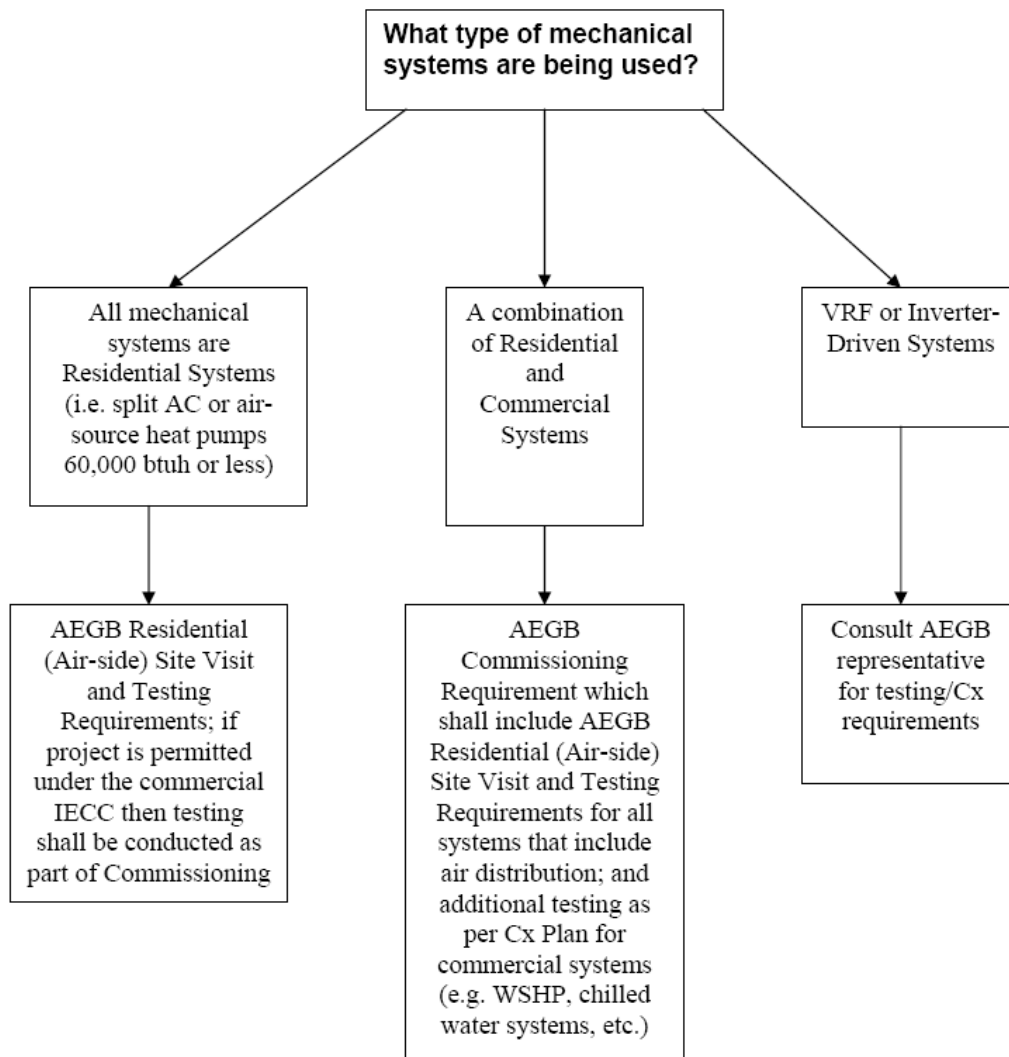 What type of mechanical
systems are being used?
All mechanical
systems are
Residential Systems
(i.e. split AC or air-
source heat pumps
60,000 btuh or less)
A combination
of Residential
and
Commercial
Systems
VRF or Inverter-
Driven Systems
AEGB Residential
(Air-side) Site Visit
and Testing
Requirements; if
project is permitted
under the commercial
IECC then testing
shall be conducted as
part of Commissioning
AEGB
Commissioning
Requirement which
shall include AEGB
Residential (Air-side)
Site Visit and Testing
Requirements for all
systems that include
air distribution; and
additional testing as
per Cx Plan for
commercial systems
(e.g. WSHP, chilled
water systems, etc.)
Consult AEGB
representative
for testing/Cx
requirements